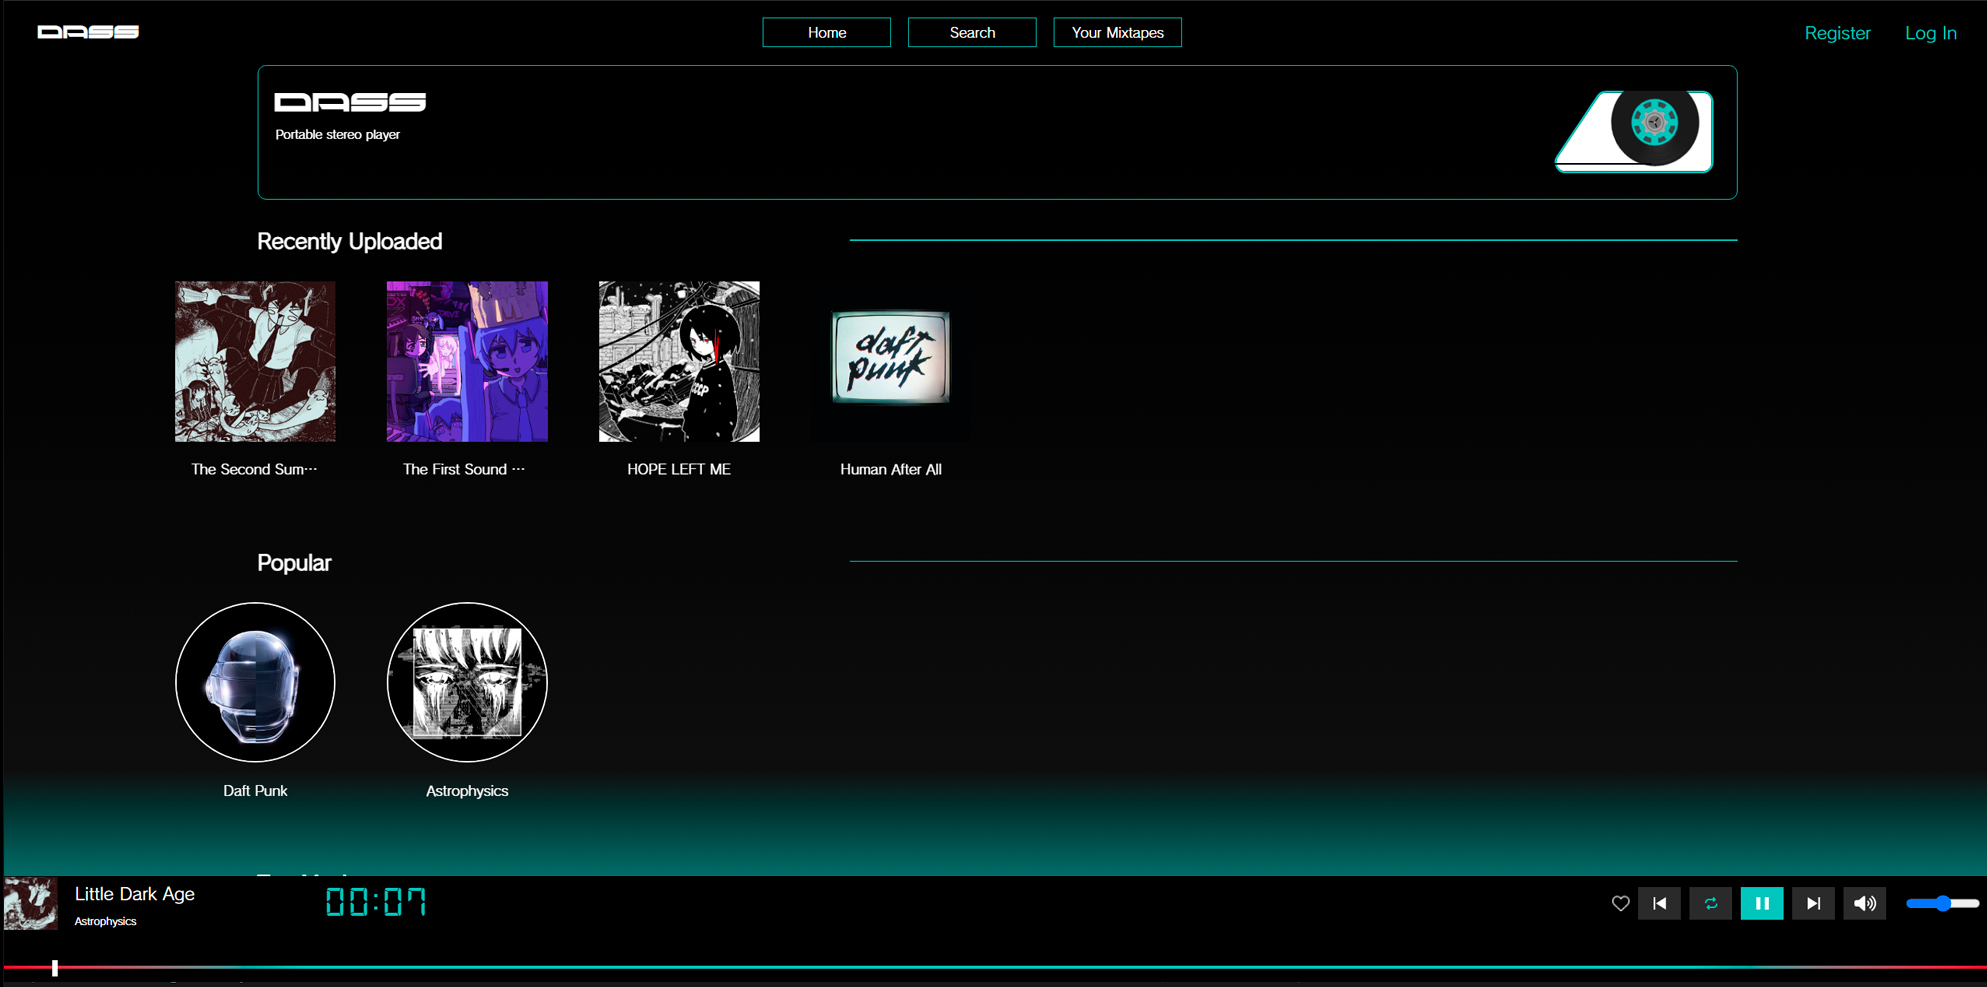 DASS
Home
Search
Your Mixtapes
Register
Log In
DASS
Portable stereo player
Recently Uploaded
daft
punk
The Second Sum···
The First Sound ···
HOPE LEFT ME
Human After All
Popular
Daft Punk
Astrophysics
Little Dark Age
Astrophysics
00:07